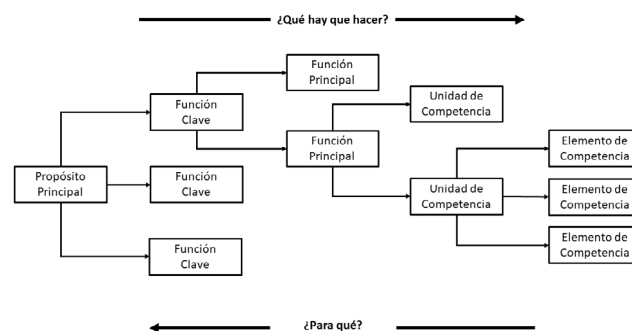 ¿Qué hay que hacer?
Función
Principal
Función
Clave
Unidad de
Competencia
Función
Principal
Elemento de
Competencia
Propósito
Principal
Función
Clave
Unidad de
Competencia
Elemento de
Competencia
Función
Clave
Elemento de
Competencia
¿Para qué?